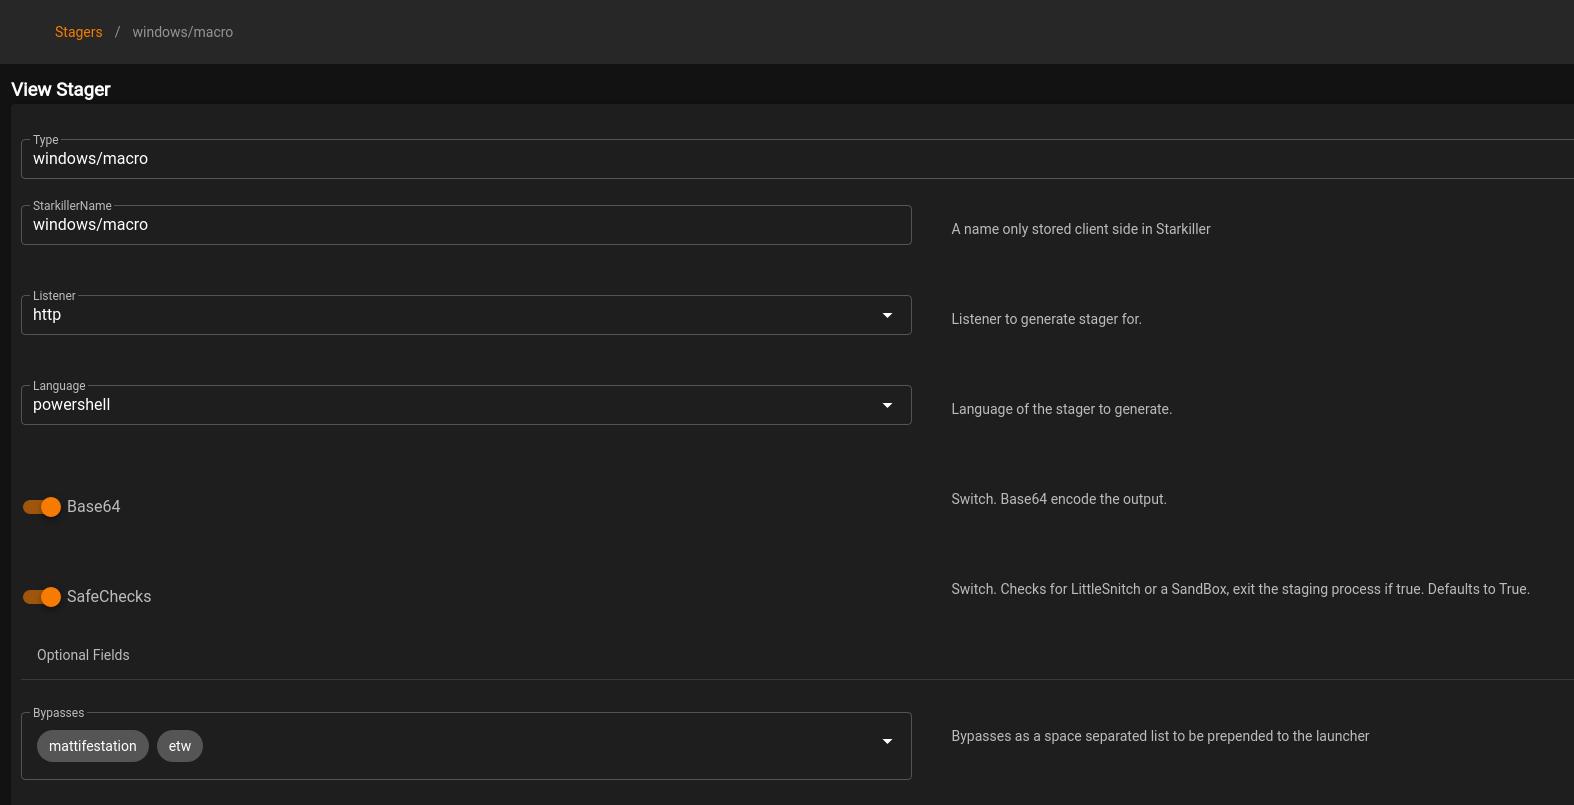 Stagers / windows/macro
View Stager
Type
windows/macro
StarkillerName
windows/macro
A name only stored client side in Starkiller
Listener
http
Listener to generate stager for.
Language
powershell
Language of the stager to generate.
Base64
Switch. Base64 encode the output.
SafeChecks
Switch. Checks for LittleSnitch or a SandBox, exit the staging process if true. Defaults to True.
Optional Fields
Bypasses
mattifestation etw
Bypasses as a space separated list to be prepended to the launcher